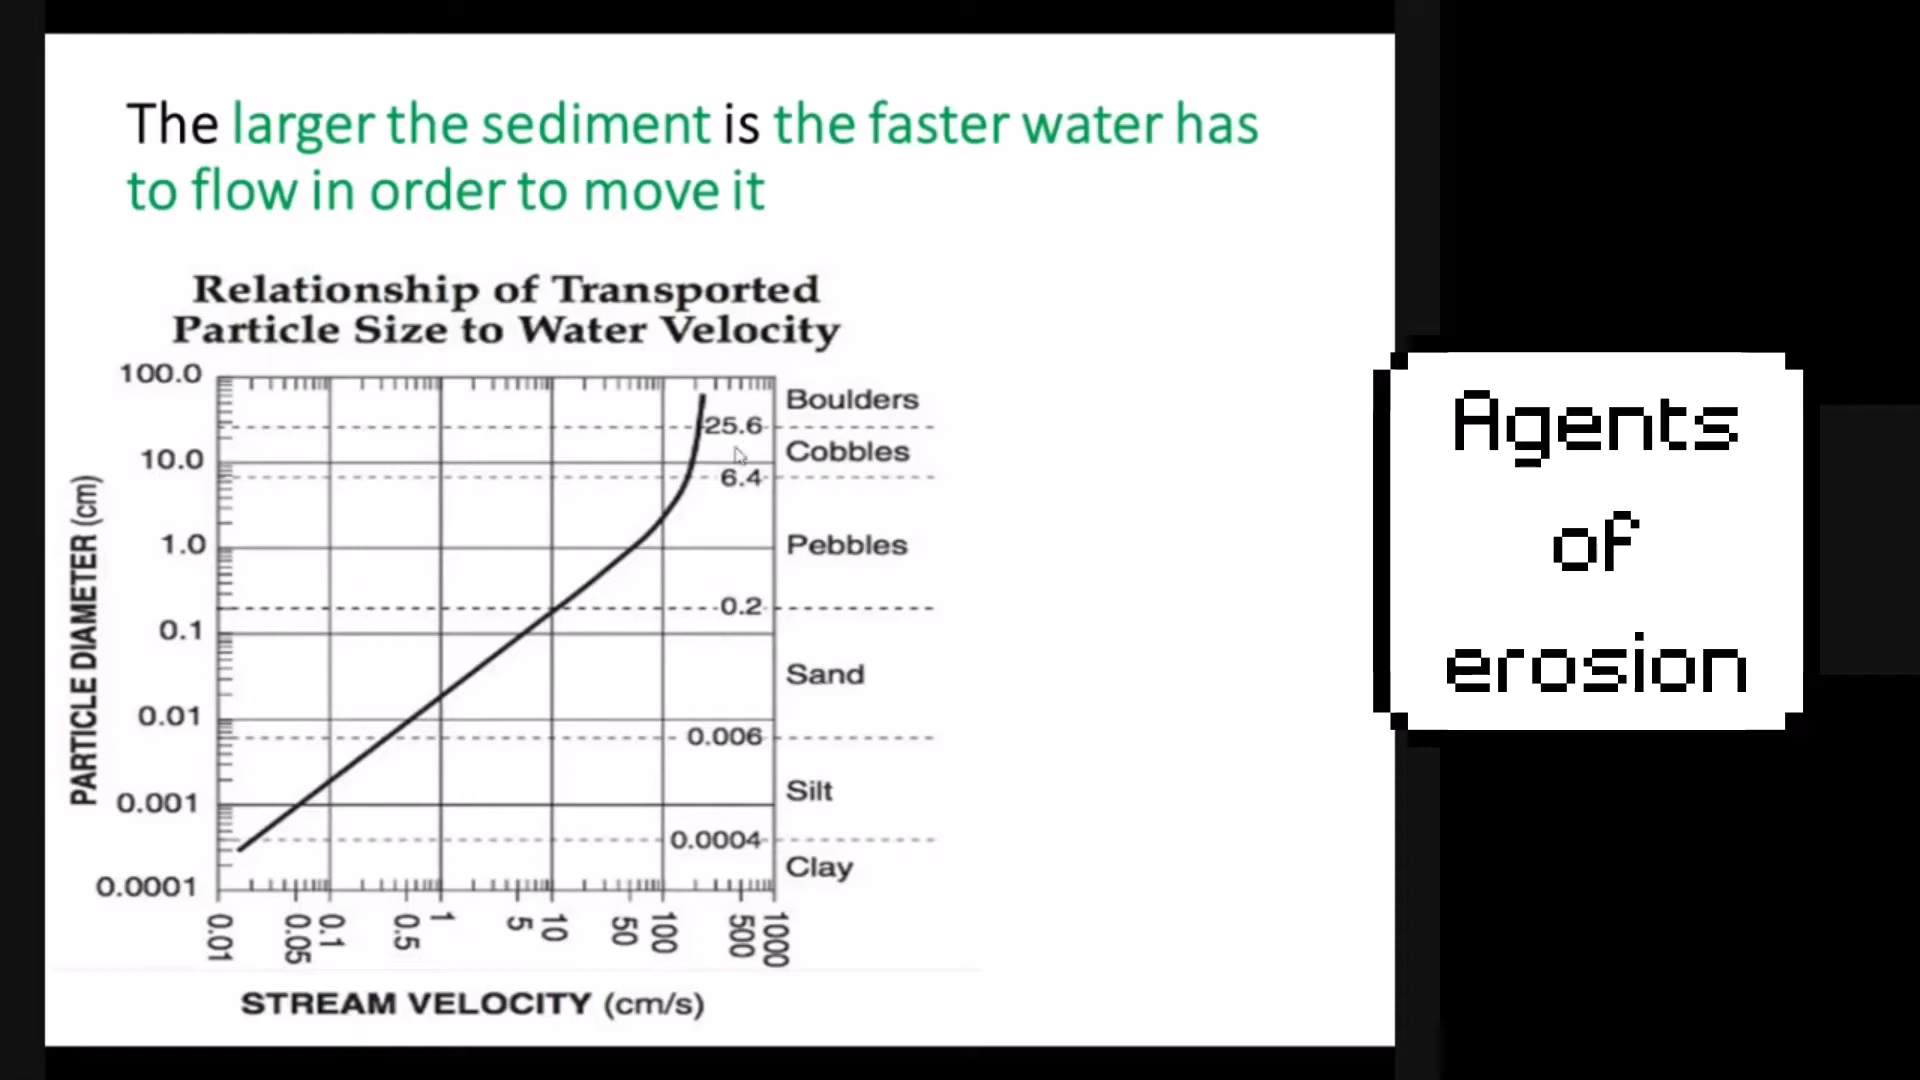 The larger the sediment is the faster water has
to flow in order to move it
Relationship of Transported
Particle Size to Water Velocity
PARTICLE DIAMETER (cm)
100.0
10.0
1.0
0.1
0.01
0.001
0.0001
25.6
6.4
0.2
0.006
0.0004
Boulders
Cobbles
Pebbles
Sand
Silt
Clay
0.01
0.05
0.1
0.5
1
5
10
50
100
500
1000
STREAM VELOCITY (cm/s)
Agents
of
erosion